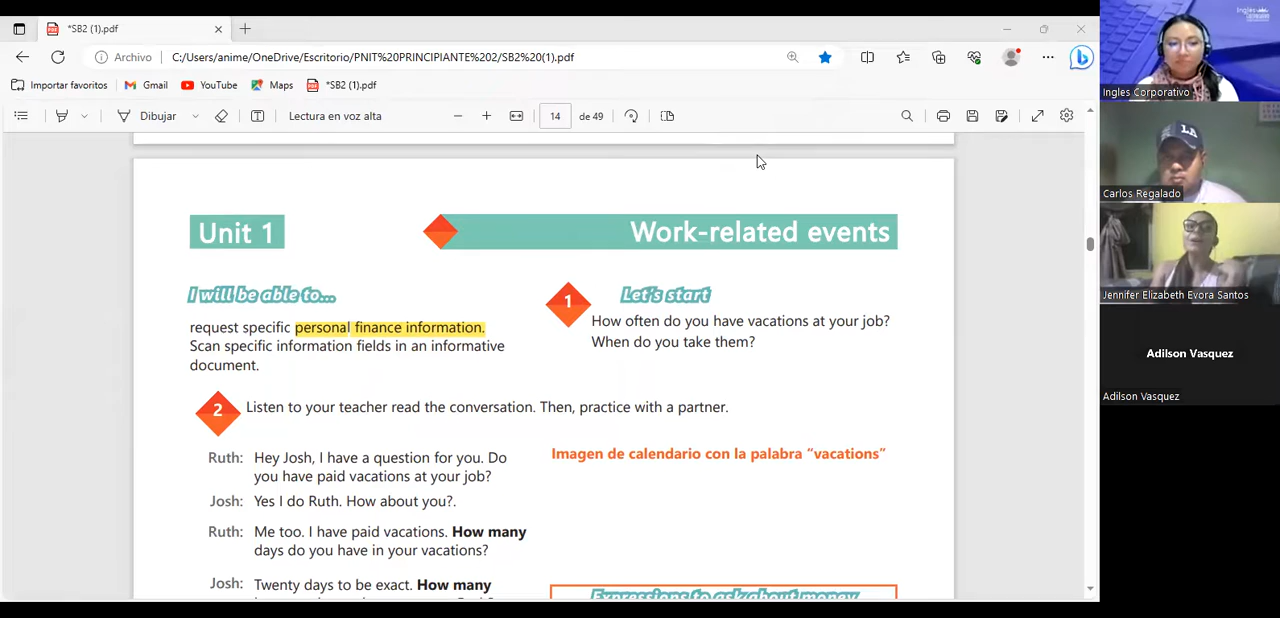 *SB2 (1).pdf
Archivo
C:/Users/anime/OneDrive/Escritorio/PNIT%20PRINCIPIANTE%202/SB2%20(1).pdf
Importar favoritos
Gmail
YouTube
Maps
*SB2 (1).pdf
Dibujar
Lectura en voz alta
14
de 49
Unit 1
Work-related events
I will be able to...
request specific personal finance information.
Scan specific information fields in an informative
document.
1
Let's start
How often do you have vacations at your job?
When do you take them?
2
Listen to your teacher read the conversation. Then, practice with a partner.
Ruth: Hey Josh, I have a question for you. Do
you have paid vacations at your job?
Josh: Yes I do Ruth. How about you?.
Ruth: Me too. I have paid vacations. How many
days do you have in your vacations?
Josh: Twenty days to be exact. How many
Imagen de calendario con la palabra “vacations”
Expressions to ask about money
Ingles Corporativo
LA
Carlos Regalado
Jennifer Elizabeth Evora Santos
Adilson Vasquez
Adilson Vasquez